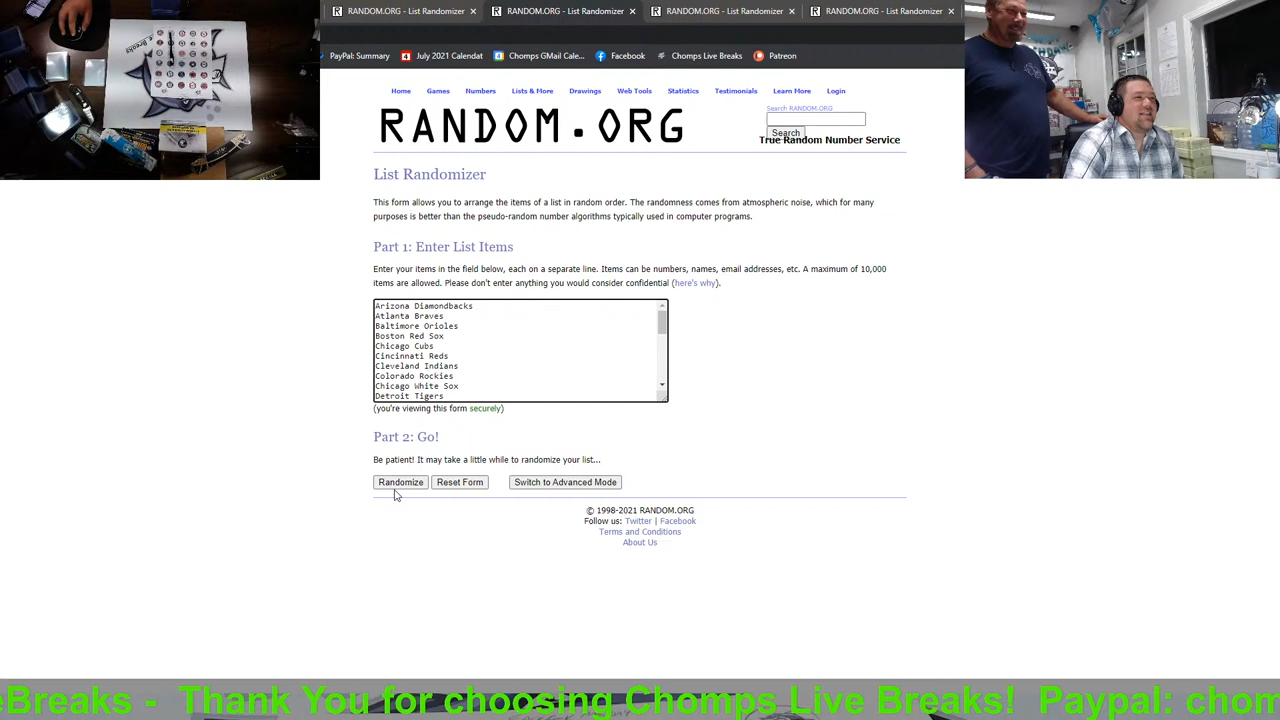 RANDOM.ORG - List Randomizer
RANDOM.ORG - List Randomizer
RANDOM.ORG - List Randomizer
RANDOM.ORG - List Randomizer
PayPal: Summary
July 2021 Calendat
Chomps GMail Cale...
Facebook
Chomps Live Breaks
Patreon
Home Games Numbers Lists & More Drawings Web Tools Statistics Testimonials Learn More Login
Search RANDOM.ORG
Search
RANDOM.ORG
True Random Number Service
List Randomizer
This form allows you to arrange the items of a list in random order. The randomness comes from atmospheric noise, which for many
purposes is better than the pseudo-random number algorithms typically used in computer programs.
Part 1: Enter List Items
Enter your items in the field below, each on a separate line. Items can be numbers, names, email addresses, etc. A maximum of 10,000
items are allowed. Please don't enter anything you would consider confidential (here's why).
Arizona Diamondbacks
Atlanta Braves
Baltimore Orioles
Boston Red Sox
Chicago Cubs
Cincinnati Reds
Cleveland Indians
Colorado Rockies
Chicago White Sox
Detroit Tigers
(you're viewing this form securely)
Part 2: Go!
Be patient! It may take a little while to randomize your list...
Randomize Reset Form Switch to Advanced Mode
© 1998-2021 RANDOM.ORG
Follow us: Twitter | Facebook
Terms and Conditions
About Us
eBreaks - Thank You for choosing Chomps Live Breaks! Paypal: chom